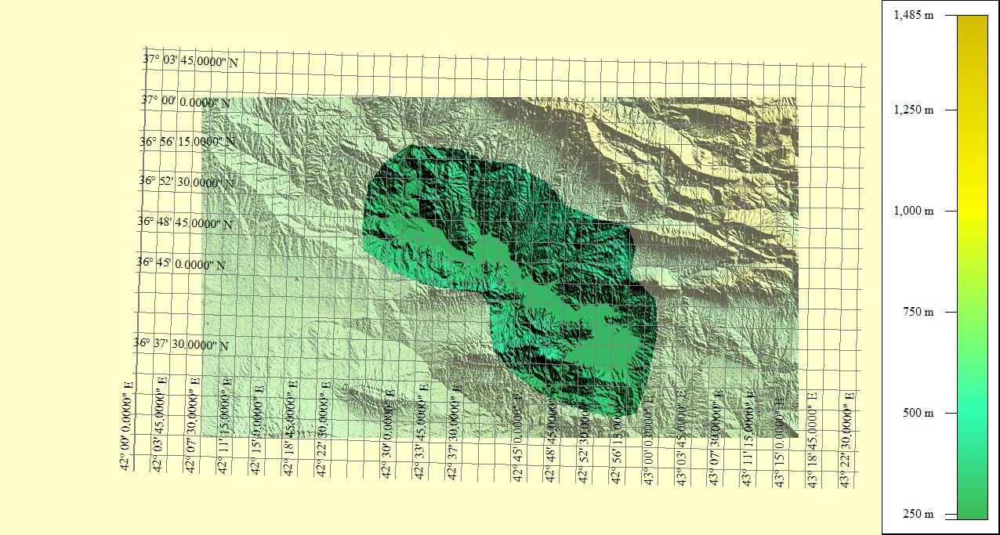 37° 03' 45.0000" N
37° 00' 0.0000" N
36° 56' 15.0000" N
36° 52' 30.0000" N
36° 48' 45.0000" N
36° 45' 0.0000" N
36° 37' 30.0000" N
42° 00' 0.0000" E
42° 03' 45.0000" E
42° 07' 30.0000" E
42° 11' 15.0000" E
42° 15' 0.0000" E
42° 18' 45.0000" E
42° 22' 30.0000" E
42° 30' 0.0000" E
42° 33' 45.0000" E
42° 37' 30.0000" E
42° 45' 0.0000" E
42° 48' 45.0000" E
42° 52' 30.0000" E
42° 56' 15.0000" E
43° 00' 0.0000" E
43° 03' 45.0000" E
43° 07' 30.0000" E
43° 11' 15.0000" E
43° 15' 0.0000" E
43° 18' 45.0000" E
43° 22' 30.0000" E
1,485 m
1,250 m
1,000 m
750 m
500 m
250 m